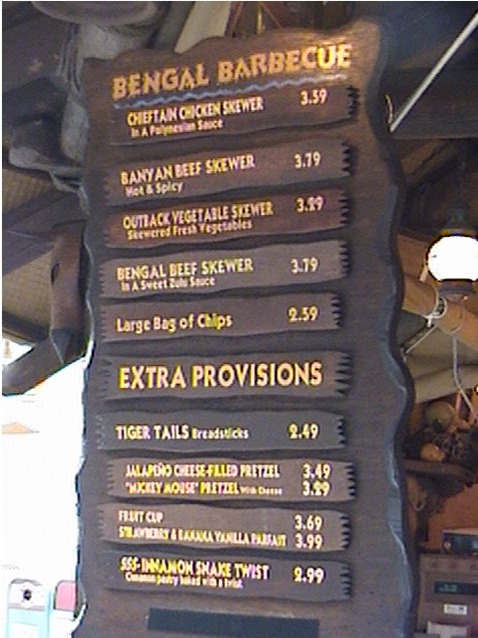 BENGAL BARBECUE
CHIEFTAIN CHICKEN SKEWER 3.59
In A Polynesian Sauce
BANYAN BEEF SKEWER 3.79
Hot & Spicy
OUTBACK VEGETABLE SKEWER 3.29
Skewered Fresh Vegetables
BENGAL BEEF SKEWER 3.79
In A Sweet Zulu Sauce
Large Bag of Chips 2.59
EXTRA PROVISIONS
TIGER TAILS Breadsticks 2.49
JALAPEÑO CHEESE-FILLED PRETZEL 3.49
"MICKEY MOUSE" PRETZEL With Cheese 3.29
FRUIT CUP 3.69
STRAWBERRY & BANANA VANILLA PARFAIT 3.99
SSS-INNAMON SNAKE TWIST 2.99
Cinnamon pastry baked with a twist